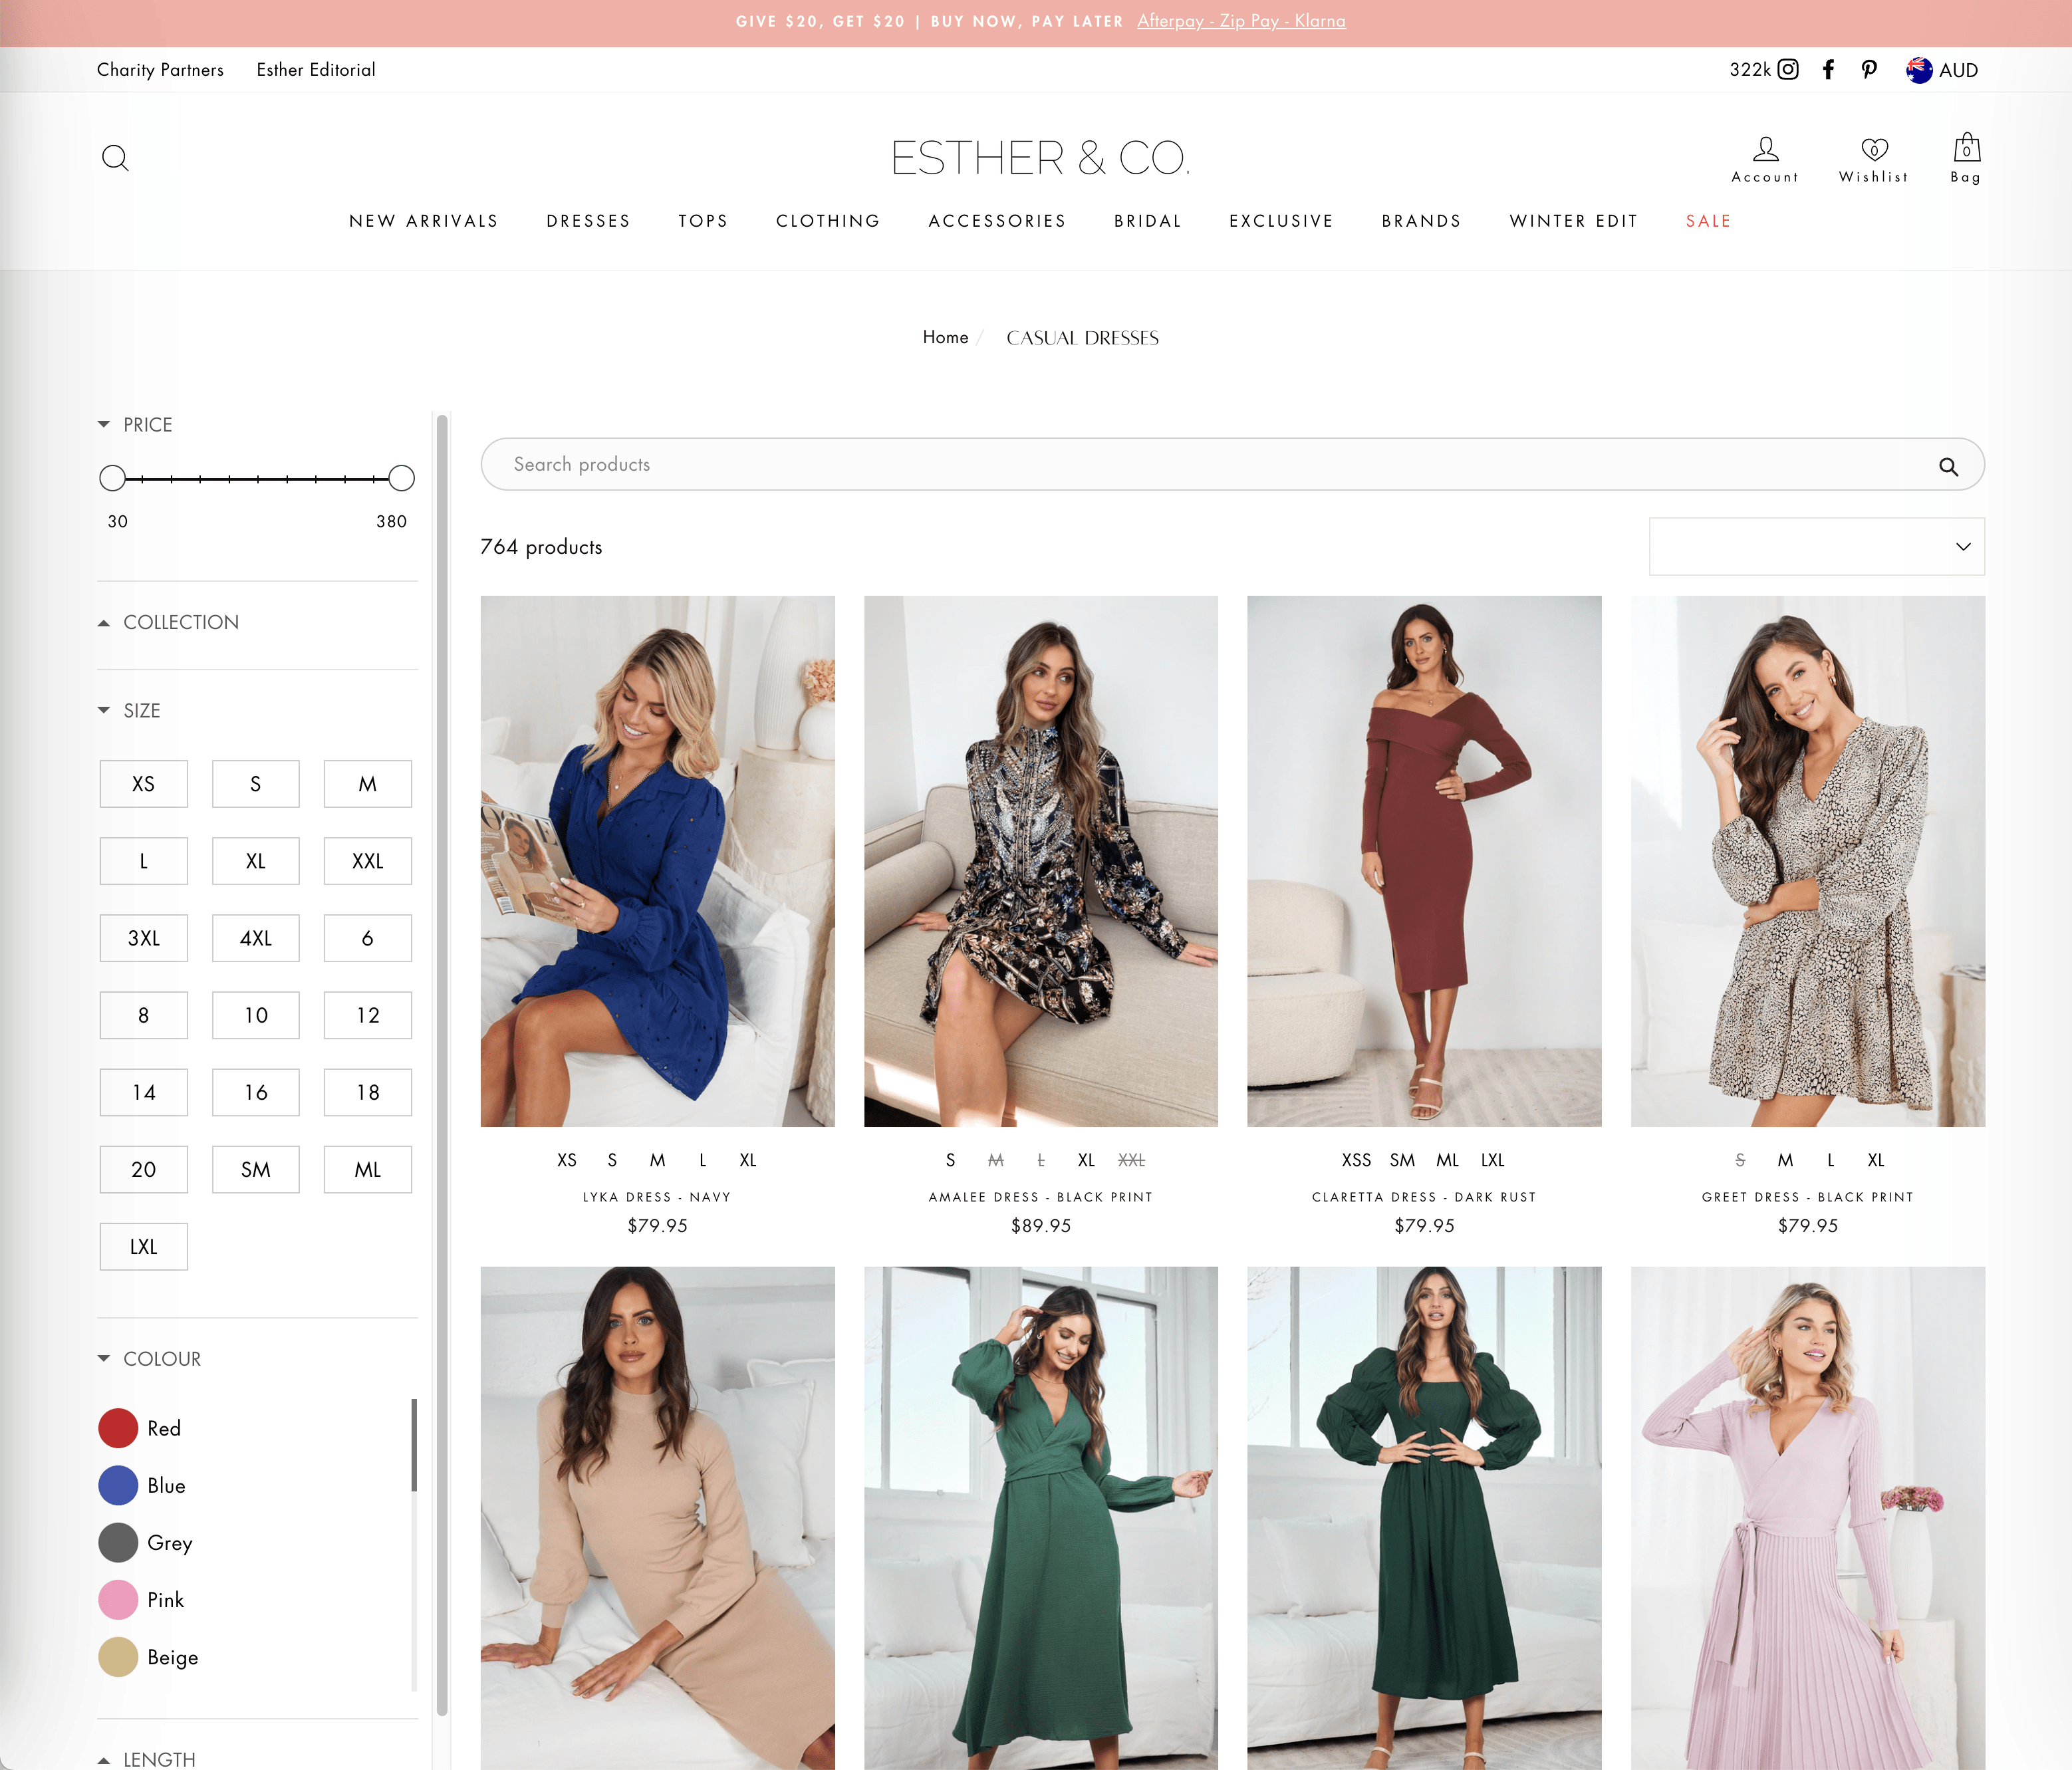 GIVE $20, GET $20 | BUY NOW, PAY LATER Afterpay - Zip Pay - Klarna
Charity Partners Esther Editorial 322k AUD
ESTHER & CO.
0 0
Account Wishlist Bag
NEW ARRIVALS DRESSES TOPS CLOTHING ACCESSORIES BRIDAL EXCLUSIVE BRANDS WINTER EDIT SALE
Home / CASUAL DRESSES
PRICE
30 380
COLLECTION
SIZE
XS S M
L XL XXL
3XL 4XL 6
8 10 12
14 16 18
20 SM ML
LXL
COLOUR
Red
Blue
Grey
Pink
Beige
LENGTH
Search products
764 products
VOGUE
XS S M L XL
LYKA DRESS - NAVY
$79.95
S M L XL XXL
AMALEE DRESS - BLACK PRINT
$89.95
XSS SM ML LXL
CLARETTA DRESS - DARK RUST
$79.95
S M L XL
GREET DRESS - BLACK PRINT
$79.95